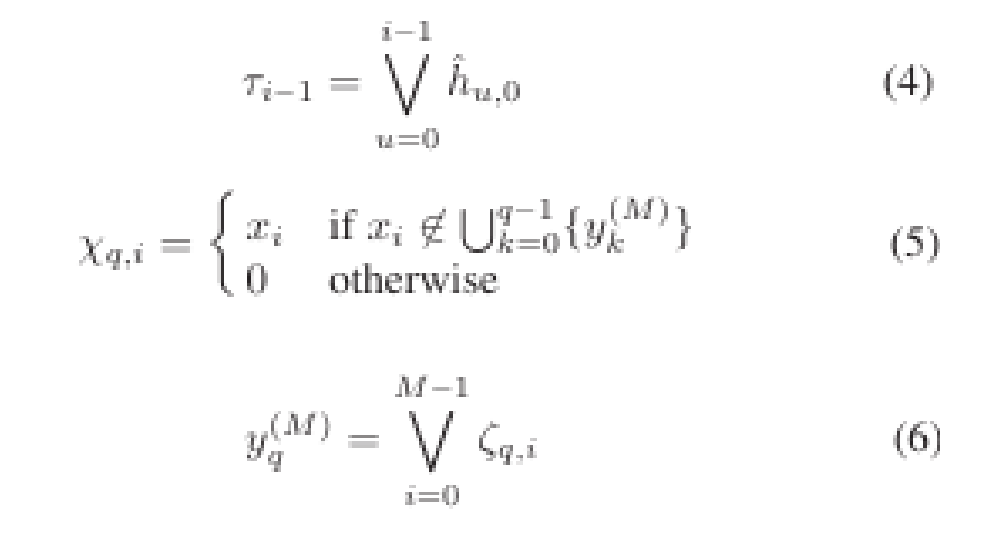 τ_{i−1} = ⋁_{u=0}^{i−1} ĥ_{u,0} (4)
χ_{q,i} = { x_i if x_i ∉ ⋃_{k=0}^{q−1}{y_k^{(M)}}
0 otherwise (5)
y_q^{(M)} = ⋁_{i=0}^{M−1} ζ_{q,i} (6)